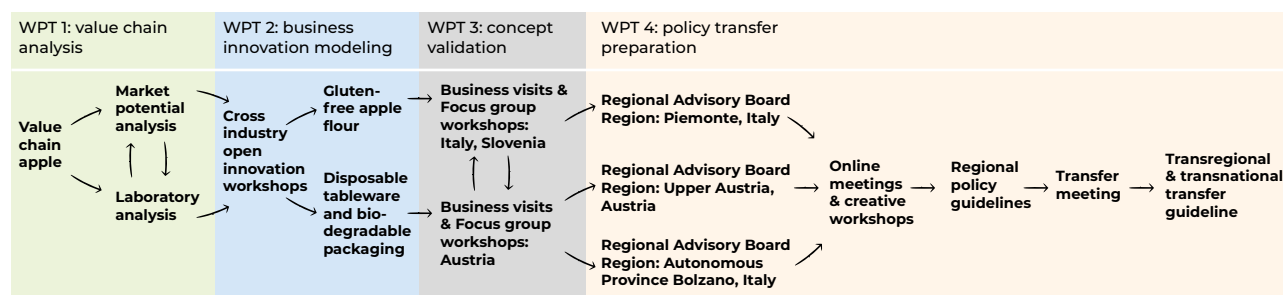 WPT 1: value chain
analysis
WPT 2: business
innovation modeling
WPT 3: concept
validation
WPT 4: policy transfer
preparation
Value
chain
apple
Market
potential
analysis
Laboratory
analysis
Cross
industry
open
innovation
workshops
Gluten-
free apple
flour
Disposable
tableware
and bio-
degradable
packaging
Business visits &
Focus group
workshops:
Italy, Slovenia
Business visits
& Focus group
workshops:
Austria
Regional Advisory Board
Region: Piemonte, Italy
Regional Advisory Board
Region: Upper Austria,
Austria
Regional Advisory Board
Region: Autonomous
Province Bolzano, Italy
Online
meetings
& creative
workshops
Regional
policy
guidelines
Transfer
meeting
Transregional
& transnational
transfer
guideline